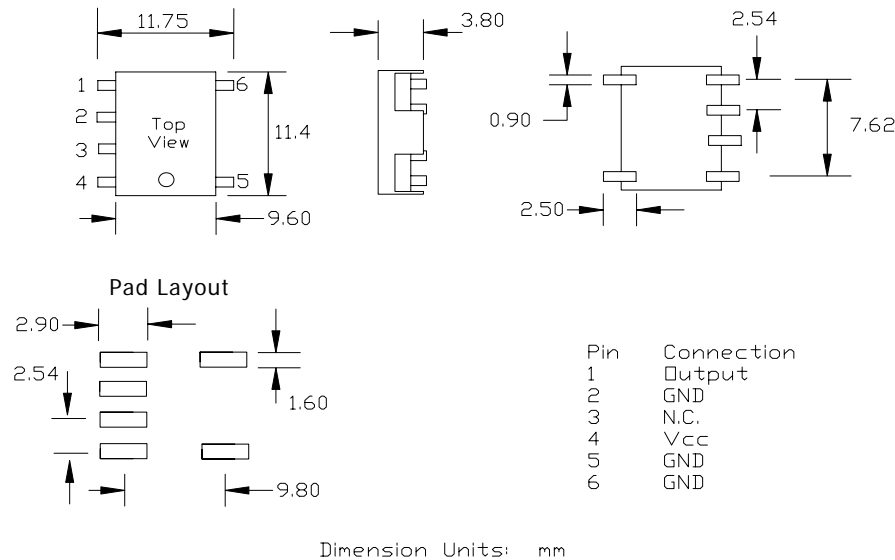 11.75
3.80
2.54
1
6
2
Top
View
3
4
5
11.4
9.60
0.90
7.62
2.50
Pad Layout
2.90
2.54
1.60
9.80
Pin Connection
1 Output
2 GND
3 N.C.
4 Vcc
5 GND
6 GND
Dimension Units: mm